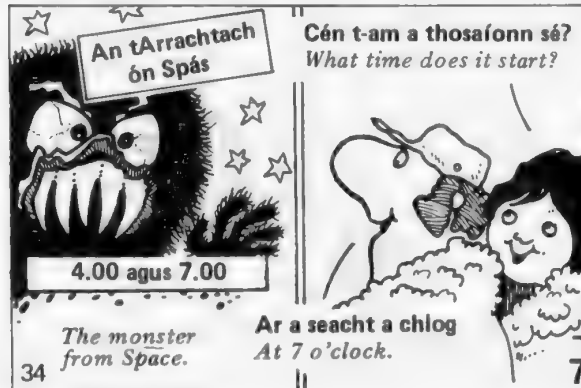 An tArrachtach
ón Spás
4.00 agus 7.00
The monster
from Space.
34
Cén t-am a thosaíonn sé?
What time does it start?
Ar a seacht a chlog
At 7 o'clock.